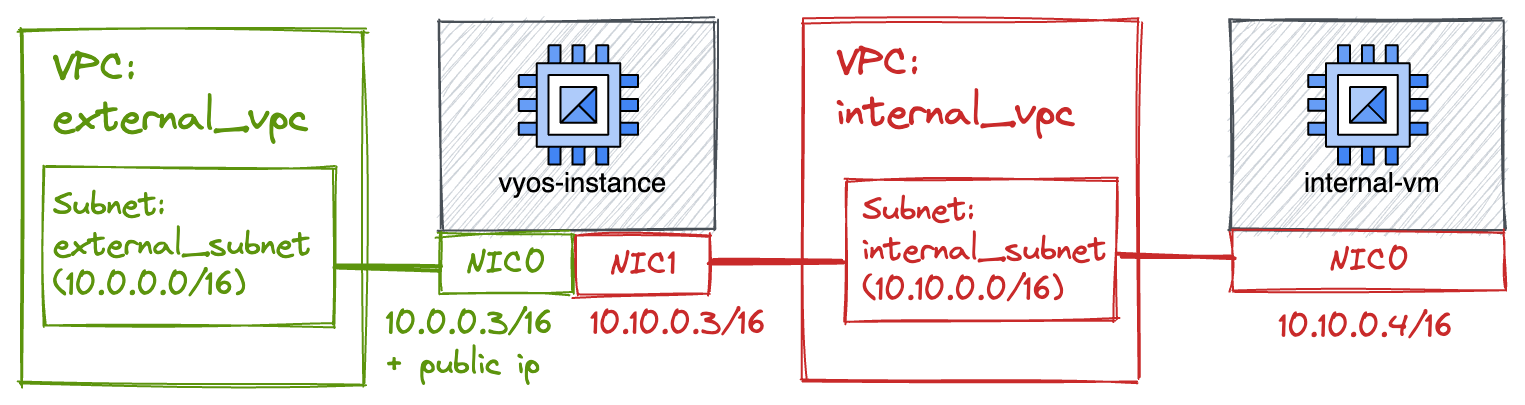 VPC:
external_vpc
Subnet:
external_subnet
(10.0.0.0/16)
vyos-instance
NIC0
NIC1
10.0.0.3/16
+ public ip
10.10.0.3/16
VPC:
internal_vpc
Subnet:
internal_subnet
(10.10.0.0/16)
internal-vm
NIC0
10.10.0.4/16